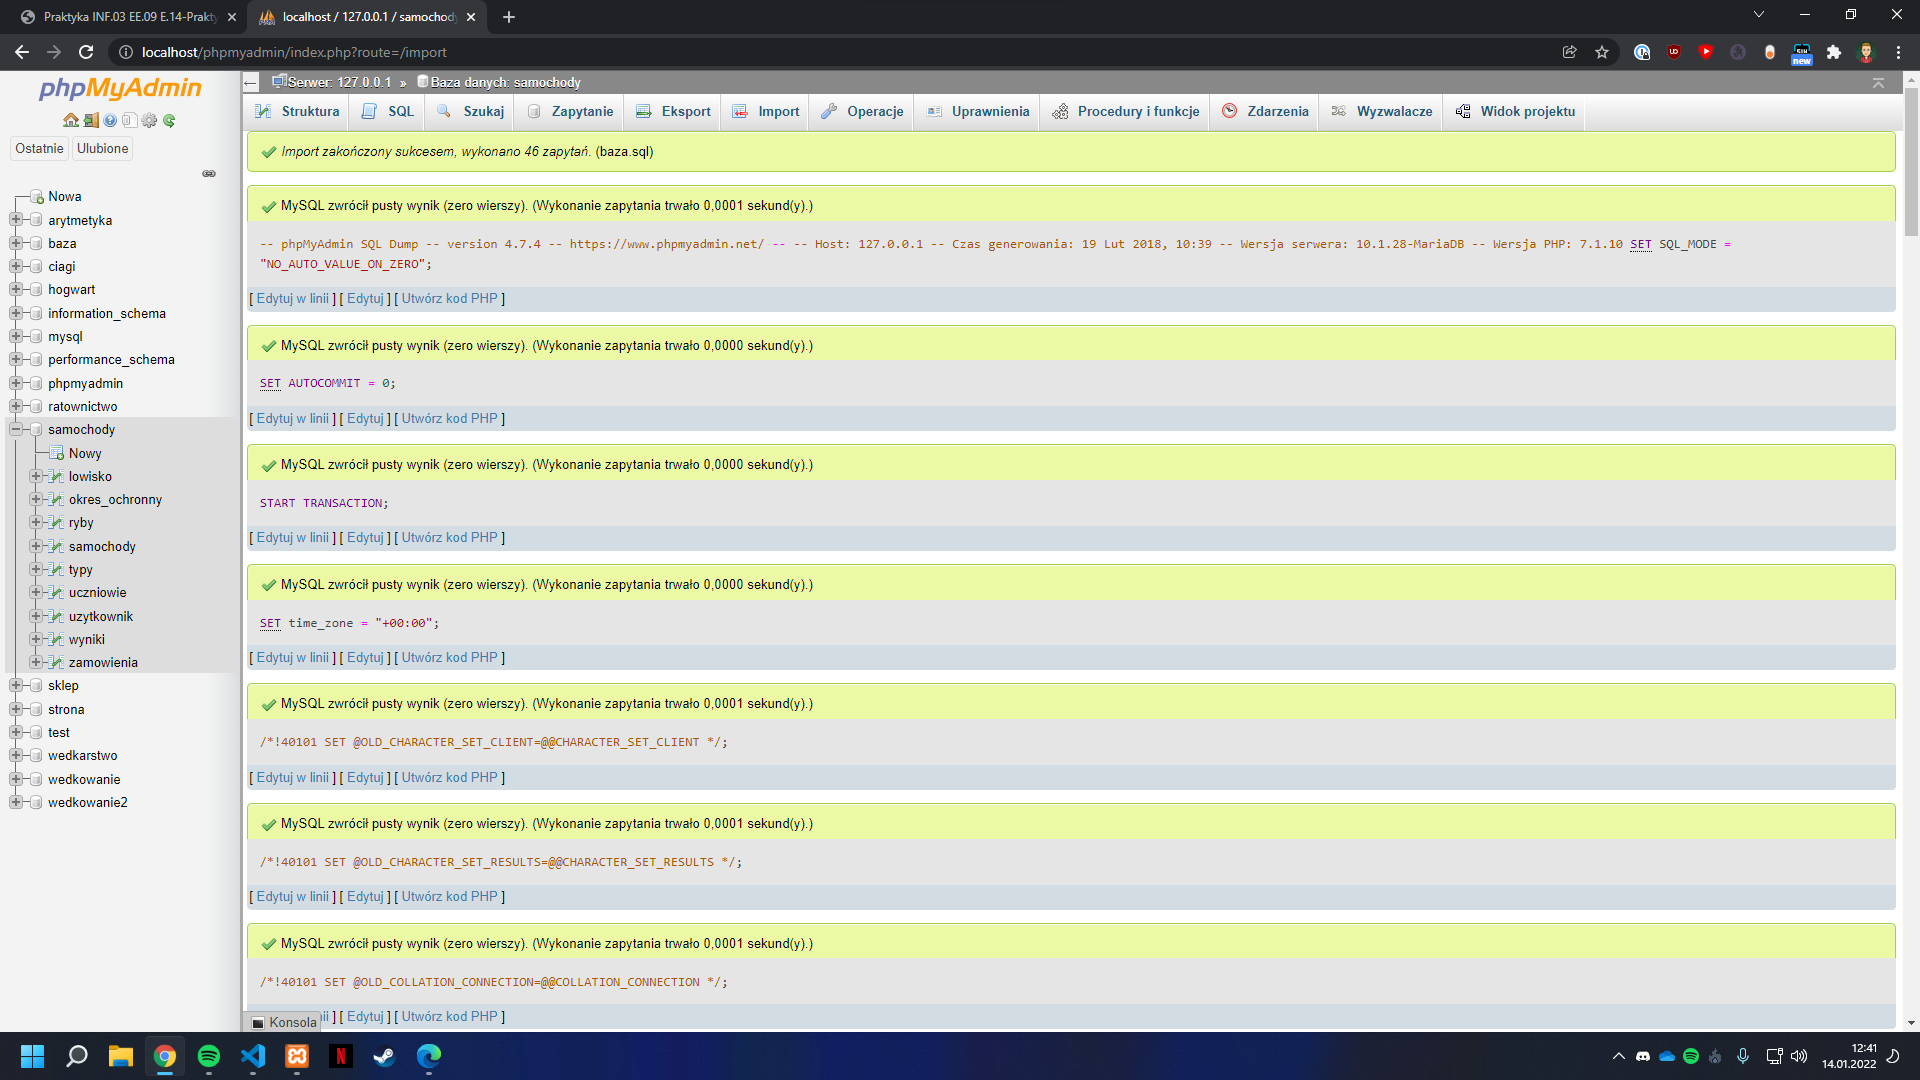 Praktyka INF.03 EE.09 E.14-Prakty
localhost / 127.0.0.1 / samochody
localhost/phpmyadmin/index.php?route=/import
new
phpMyAdmin
Ostatnie
Ulubione
Nowa
arytmetyka
baza
ciagi
hogwart
information_schema
mysql
performance_schema
phpmyadmin
ratownictwo
samochody
Nowy
lowisko
okres_ochronny
ryby
samochody
typy
uczniowie
uzytkownik
wyniki
zamowienia
sklep
strona
test
wedkarstwo
wedkowanie
wedkowanie2
Serwer: 127.0.0.1 » Baza danych: samochody
Struktura SQL Szukaj Zapytanie Eksport Import Operacje Uprawnienia Procedury i funkcje Zdarzenia Wyzwalacze Widok projektu
Import zakończony sukcesem, wykonano 46 zapytań. (baza.sql)
MySQL zwrócił pusty wynik (zero wierszy). (Wykonanie zapytania trwało 0,0001 sekund(y).)
-- phpMyAdmin SQL Dump -- version 4.7.4 -- https://www.phpmyadmin.net/ -- -- Host: 127.0.0.1 -- Czas generowania: 19 Lut 2018, 10:39 -- Wersja serwera: 10.1.28-MariaDB -- Wersja PHP: 7.1.10 SET SQL_MODE =
"NO_AUTO_VALUE_ON_ZERO";
[ Edytuj w linii ] [ Edytuj ] [ Utwórz kod PHP ]
MySQL zwrócił pusty wynik (zero wierszy). (Wykonanie zapytania trwało 0,0000 sekund(y).)
SET AUTOCOMMIT = 0;
[ Edytuj w linii ] [ Edytuj ] [ Utwórz kod PHP ]
MySQL zwrócił pusty wynik (zero wierszy). (Wykonanie zapytania trwało 0,0000 sekund(y).)
START TRANSACTION;
[ Edytuj w linii ] [ Edytuj ] [ Utwórz kod PHP ]
MySQL zwrócił pusty wynik (zero wierszy). (Wykonanie zapytania trwało 0,0000 sekund(y).)
SET time_zone = "+00:00";
[ Edytuj w linii ] [ Edytuj ] [ Utwórz kod PHP ]
MySQL zwrócił pusty wynik (zero wierszy). (Wykonanie zapytania trwało 0,0001 sekund(y).)
/*!40101 SET @OLD_CHARACTER_SET_CLIENT=@@CHARACTER_SET_CLIENT */;
[ Edytuj w linii ] [ Edytuj ] [ Utwórz kod PHP ]
MySQL zwrócił pusty wynik (zero wierszy). (Wykonanie zapytania trwało 0,0001 sekund(y).)
/*!40101 SET @OLD_CHARACTER_SET_RESULTS=@@CHARACTER_SET_RESULTS */;
[ Edytuj w linii ] [ Edytuj ] [ Utwórz kod PHP ]
MySQL zwrócił pusty wynik (zero wierszy). (Wykonanie zapytania trwało 0,0001 sekund(y).)
/*!40101 SET @OLD_COLLATION_CONNECTION=@@COLLATION_CONNECTION */;
Konsola ii ] [ Edytuj ] [ Utwórz kod PHP ]
12:41
14.01.2022